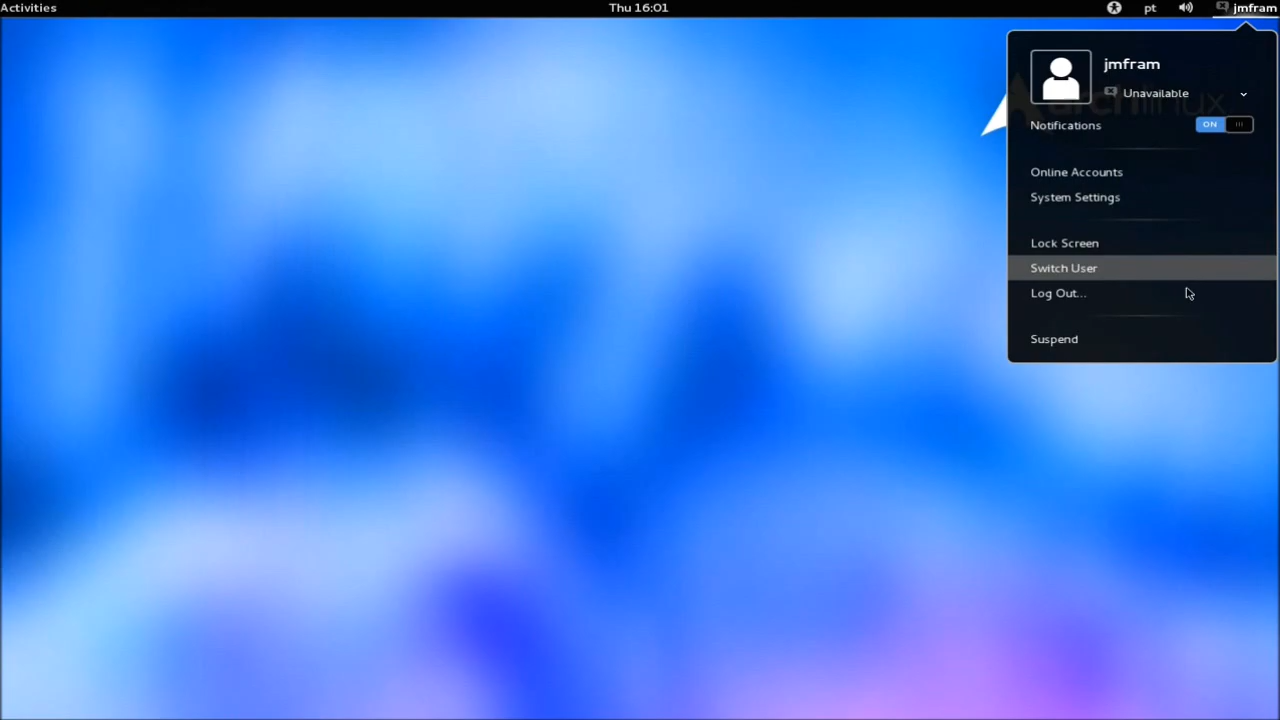 Activities
Thu 16:01
pt
jmfram
jmfram
Unavailable
archlinux
Notifications
ON
Online Accounts
System Settings
Lock Screen
Switch User
Log Out...
Suspend